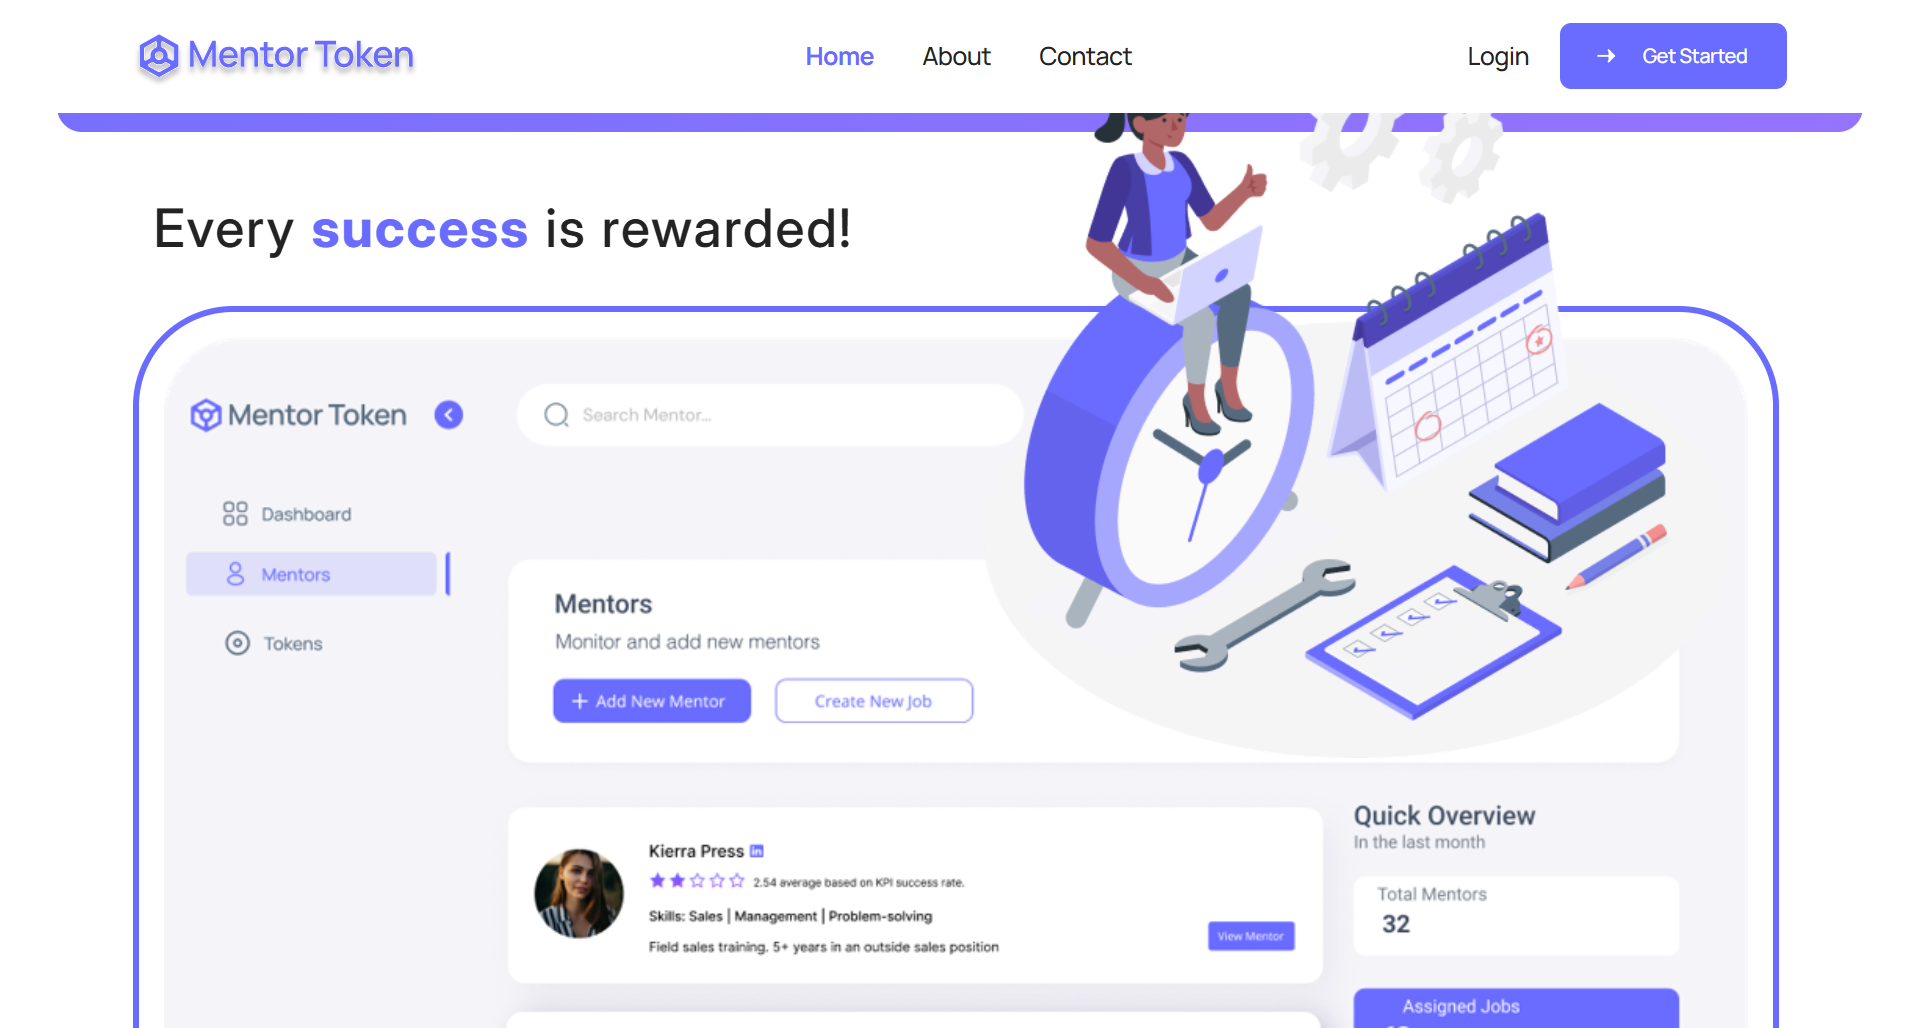 Mentor Token
Home
About
Contact
Login
Get Started
Every success is rewarded!
Mentor Token
Search Mentor...
Dashboard
Mentors
Tokens
Mentors
Monitor and add new mentors
+ Add New Mentor
Create New Job
Kierra Press in
2.54 average based on KPI success rate.
Skills: Sales | Management | Problem-solving
Field sales training. 5+ years in an outside sales position
View Mentor
Quick Overview
In the last month
Total Mentors
32
Assigned Jobs